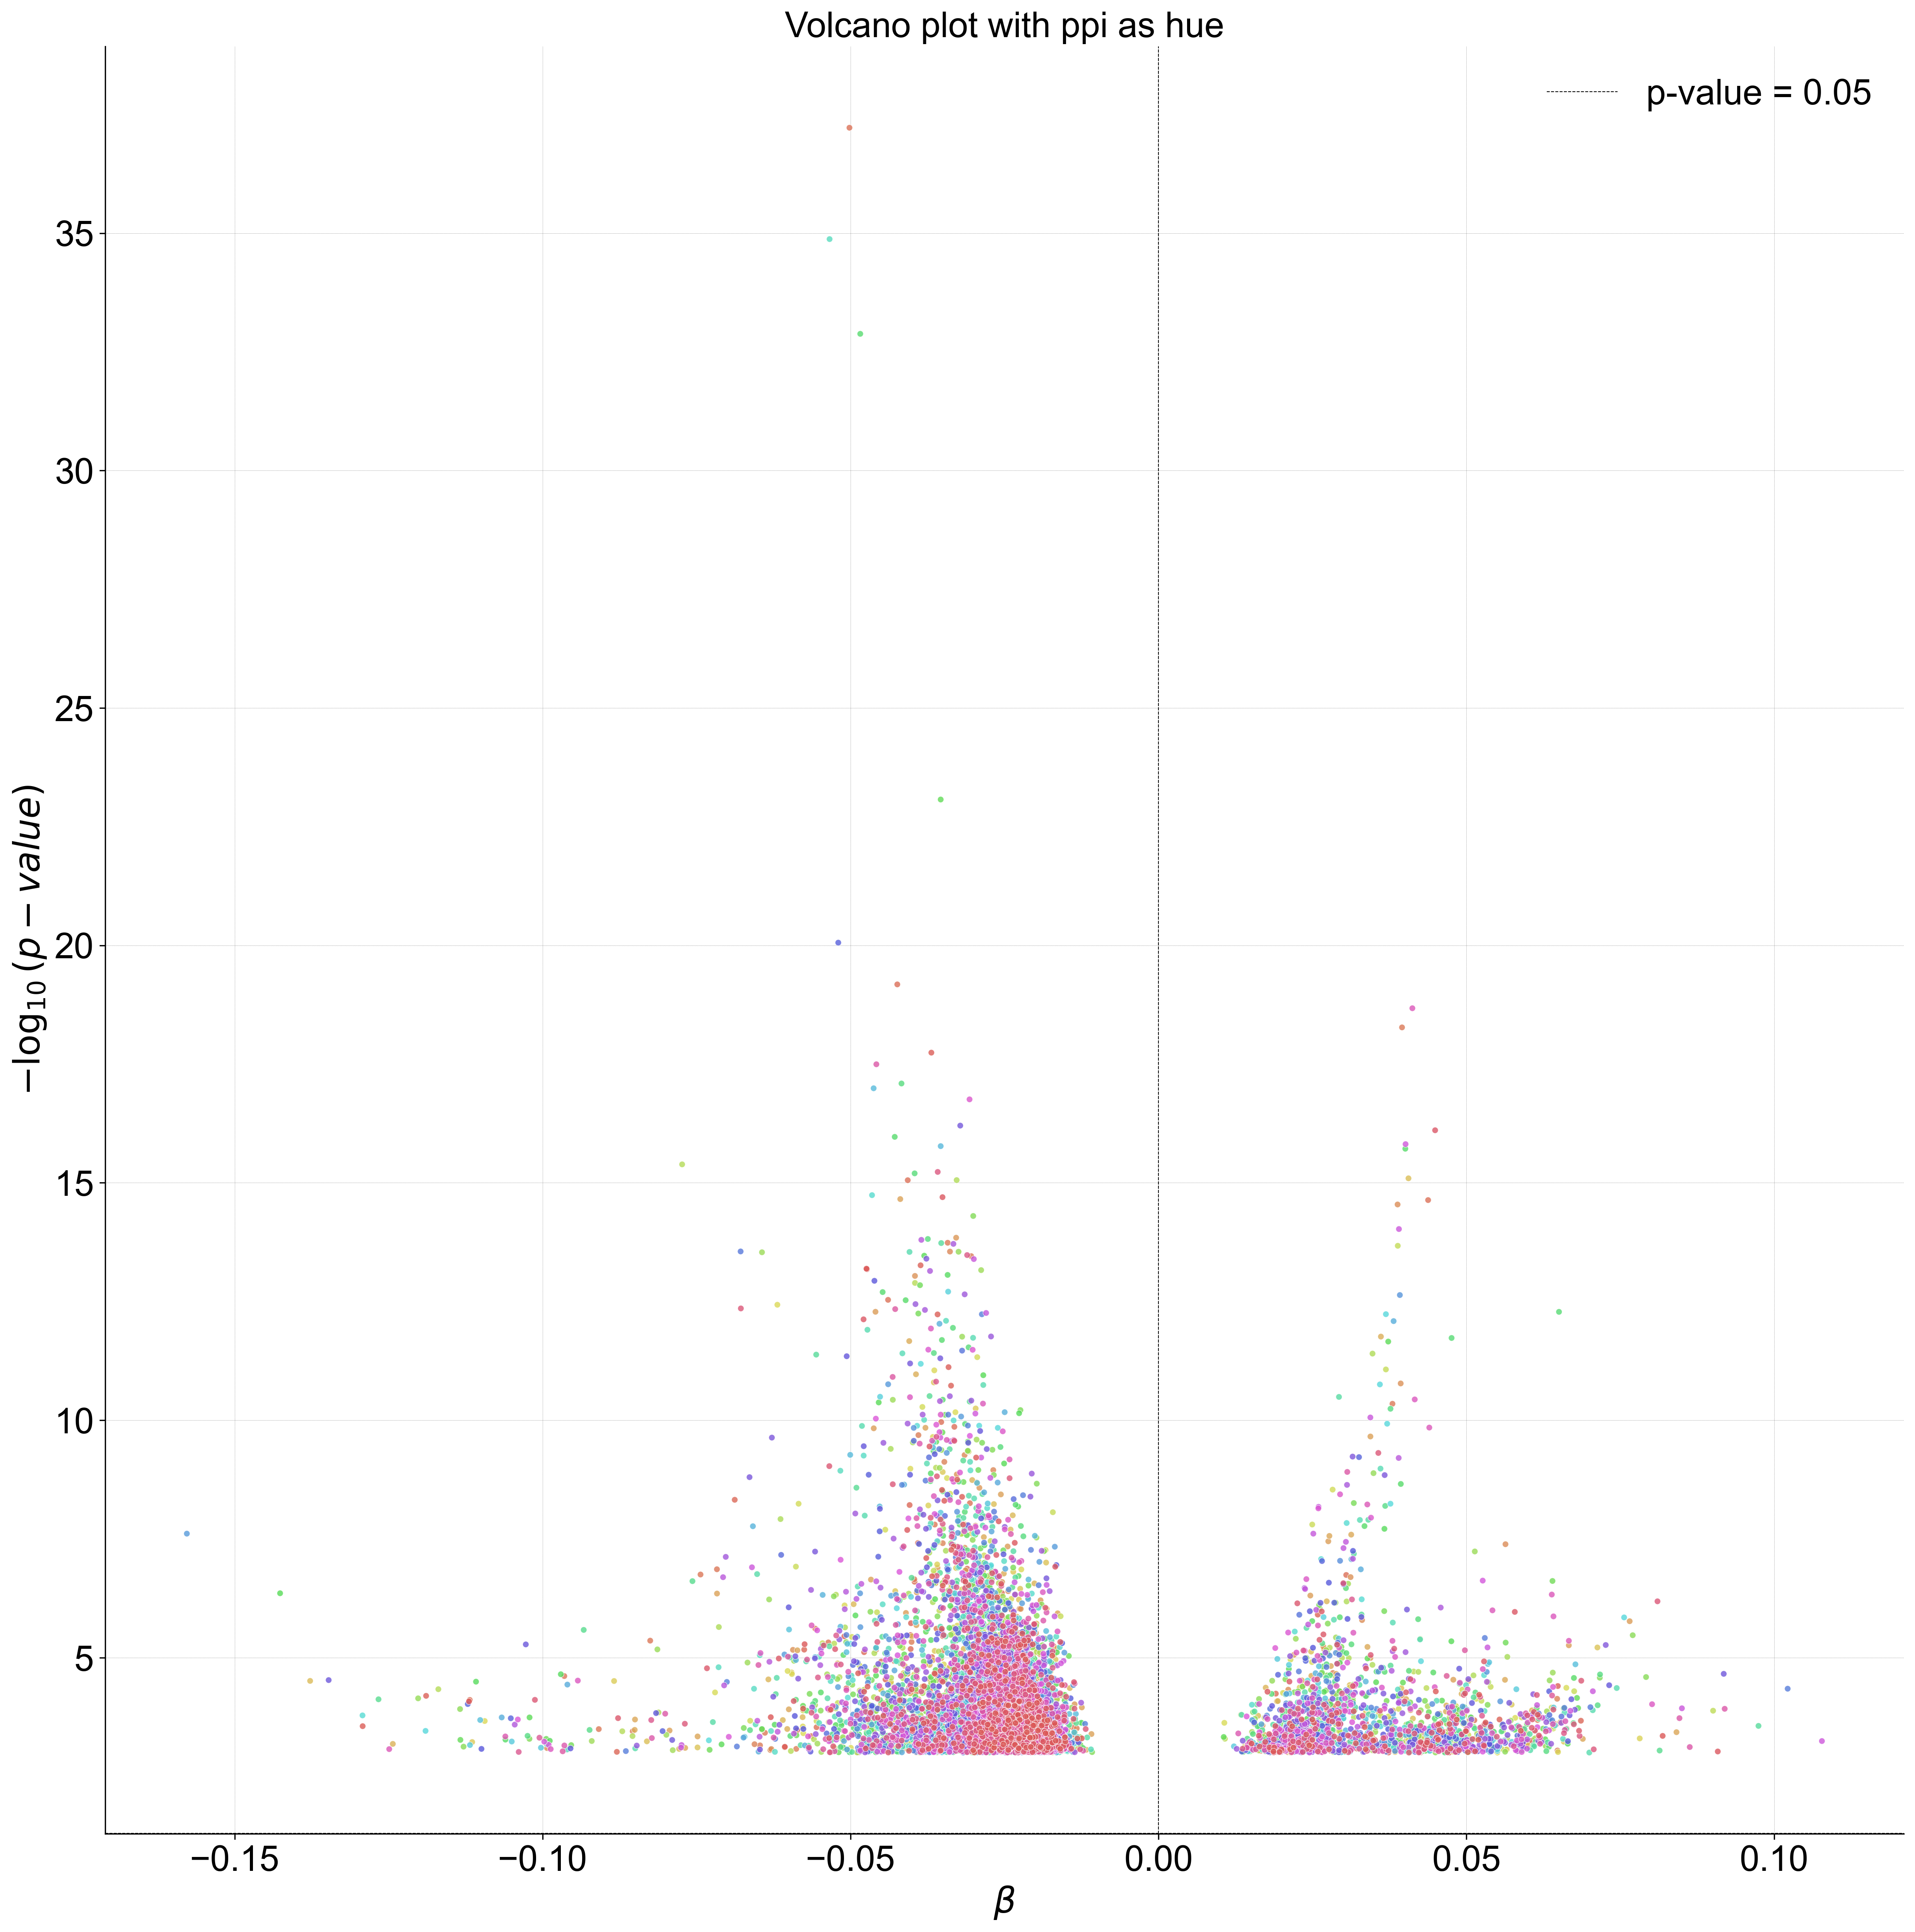 Volcano plot with ppi as hue
p-value = 0.05
35
30
25
20
15
10
5
−log₁₀ (p − value)
−0.15 −0.10 −0.05 0.00 0.05 0.10
β